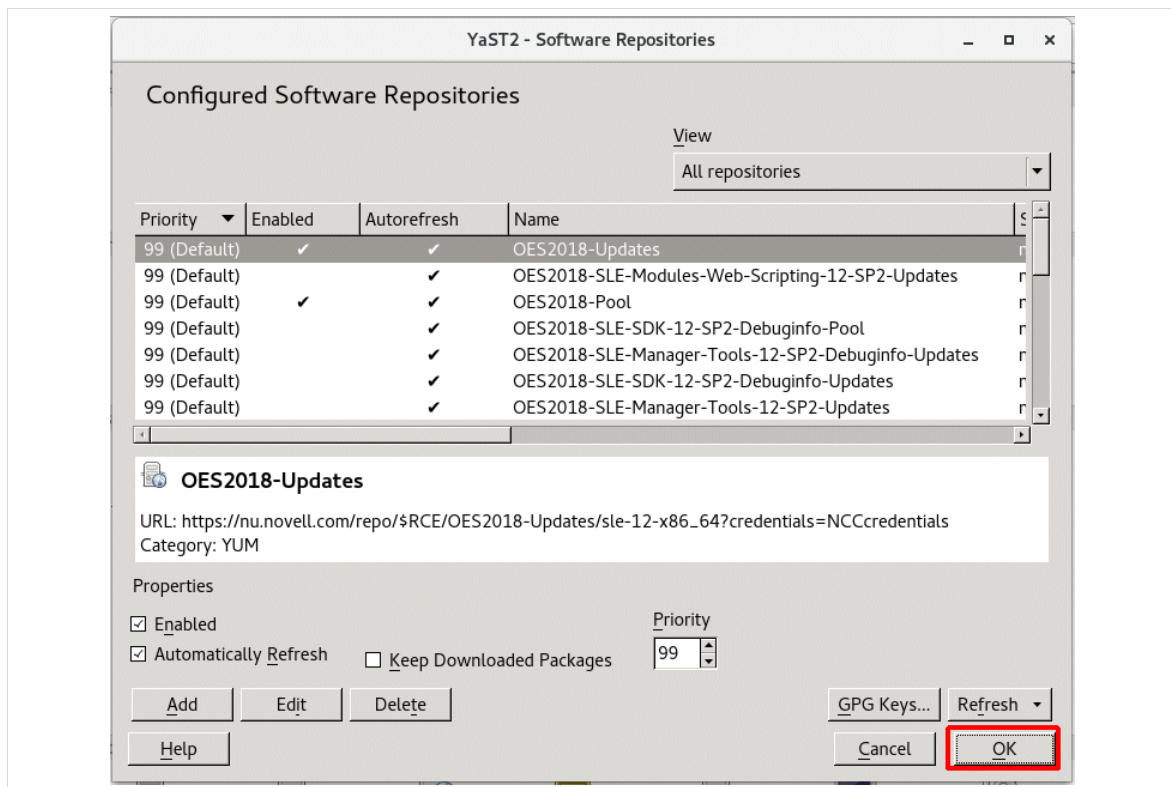 YaST2 - Software Repositories
Configured Software Repositories
View
All repositories
Priority Enabled Autorefresh Name
99 (Default) ✔ ✔ OES2018-Updates
99 (Default) ✔ OES2018-SLE-Modules-Web-Scripting-12-SP2-Updates
99 (Default) ✔ ✔ OES2018-Pool
99 (Default) ✔ OES2018-SLE-SDK-12-SP2-Debuginfo-Pool
99 (Default) ✔ OES2018-SLE-Manager-Tools-12-SP2-Debuginfo-Updates
99 (Default) ✔ OES2018-SLE-SDK-12-SP2-Debuginfo-Updates
99 (Default) ✔ OES2018-SLE-Manager-Tools-12-SP2-Updates
OES2018-Updates
URL: https://nu.novell.com/repo/$RCE/OES2018-Updates/sle-12-x86_64?credentials=NCCcredentials
Category: YUM
Properties
Enabled Priority
Automatically Refresh Keep Downloaded Packages 99
Add Edit Delete GPG Keys... Refresh
Help Cancel OK